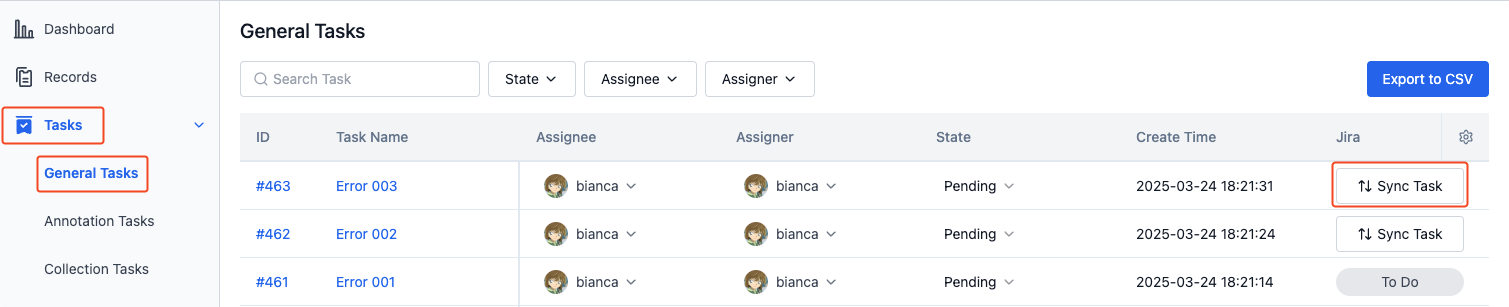 Dashboard
Records
Tasks
General Tasks
Annotation Tasks
Collection Tasks
General Tasks
Search Task
State
Assignee
Assigner
Export to CSV
ID Task Name Assignee Assigner State Create Time Jira
#463 Error 003 bianca bianca Pending 2025-03-24 18:21:31 Sync Task
#462 Error 002 bianca bianca Pending 2025-03-24 18:21:24 Sync Task
#461 Error 001 bianca bianca Pending 2025-03-24 18:21:14 To Do